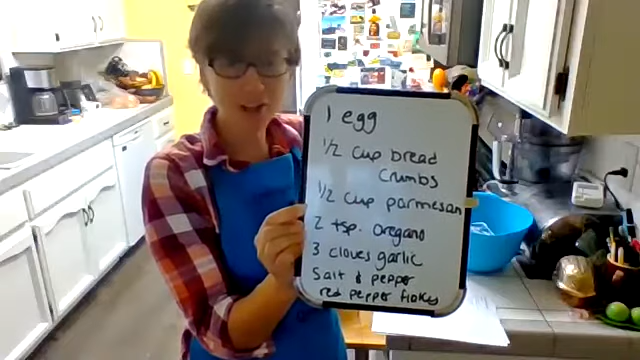 1 egg
1/2 cup bread
crumbs
1/2 cup parmesan
2 tsp. oregano
3 cloves garlic
Salt & pepper
red pepper flakes